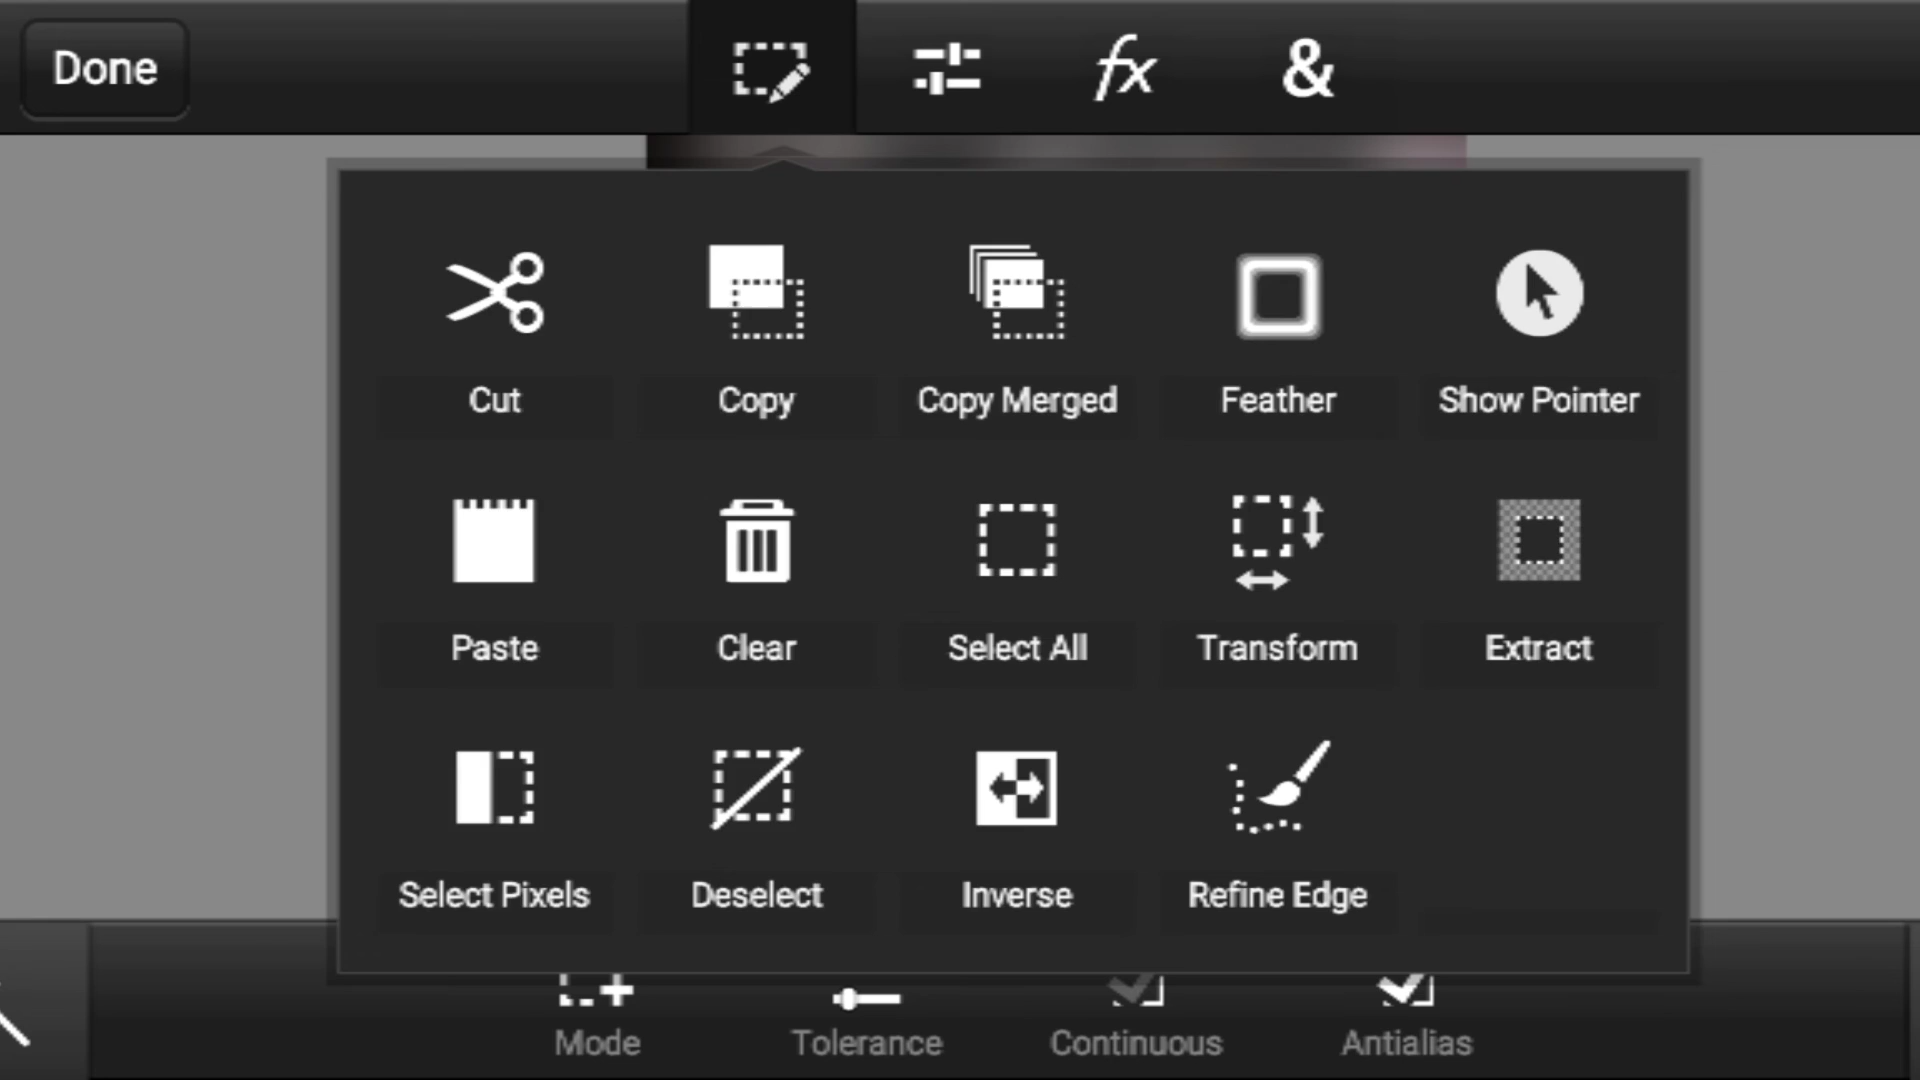 Done
fx &
Cut Copy Copy Merged Feather Show Pointer
Paste Clear Select All Transform Extract
Select Pixels Deselect Inverse Refine Edge
Mode Tolerance Continuous Antialias